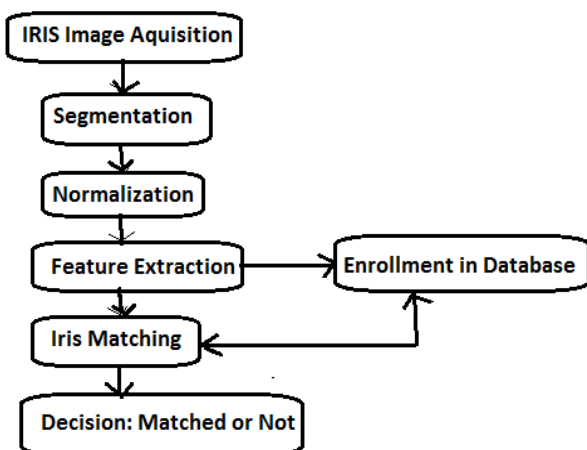 IRIS Image Aquisition
Segmentation
Normalization
Feature Extraction
Enrollment in Database
Iris Matching
Decision: Matched or Not